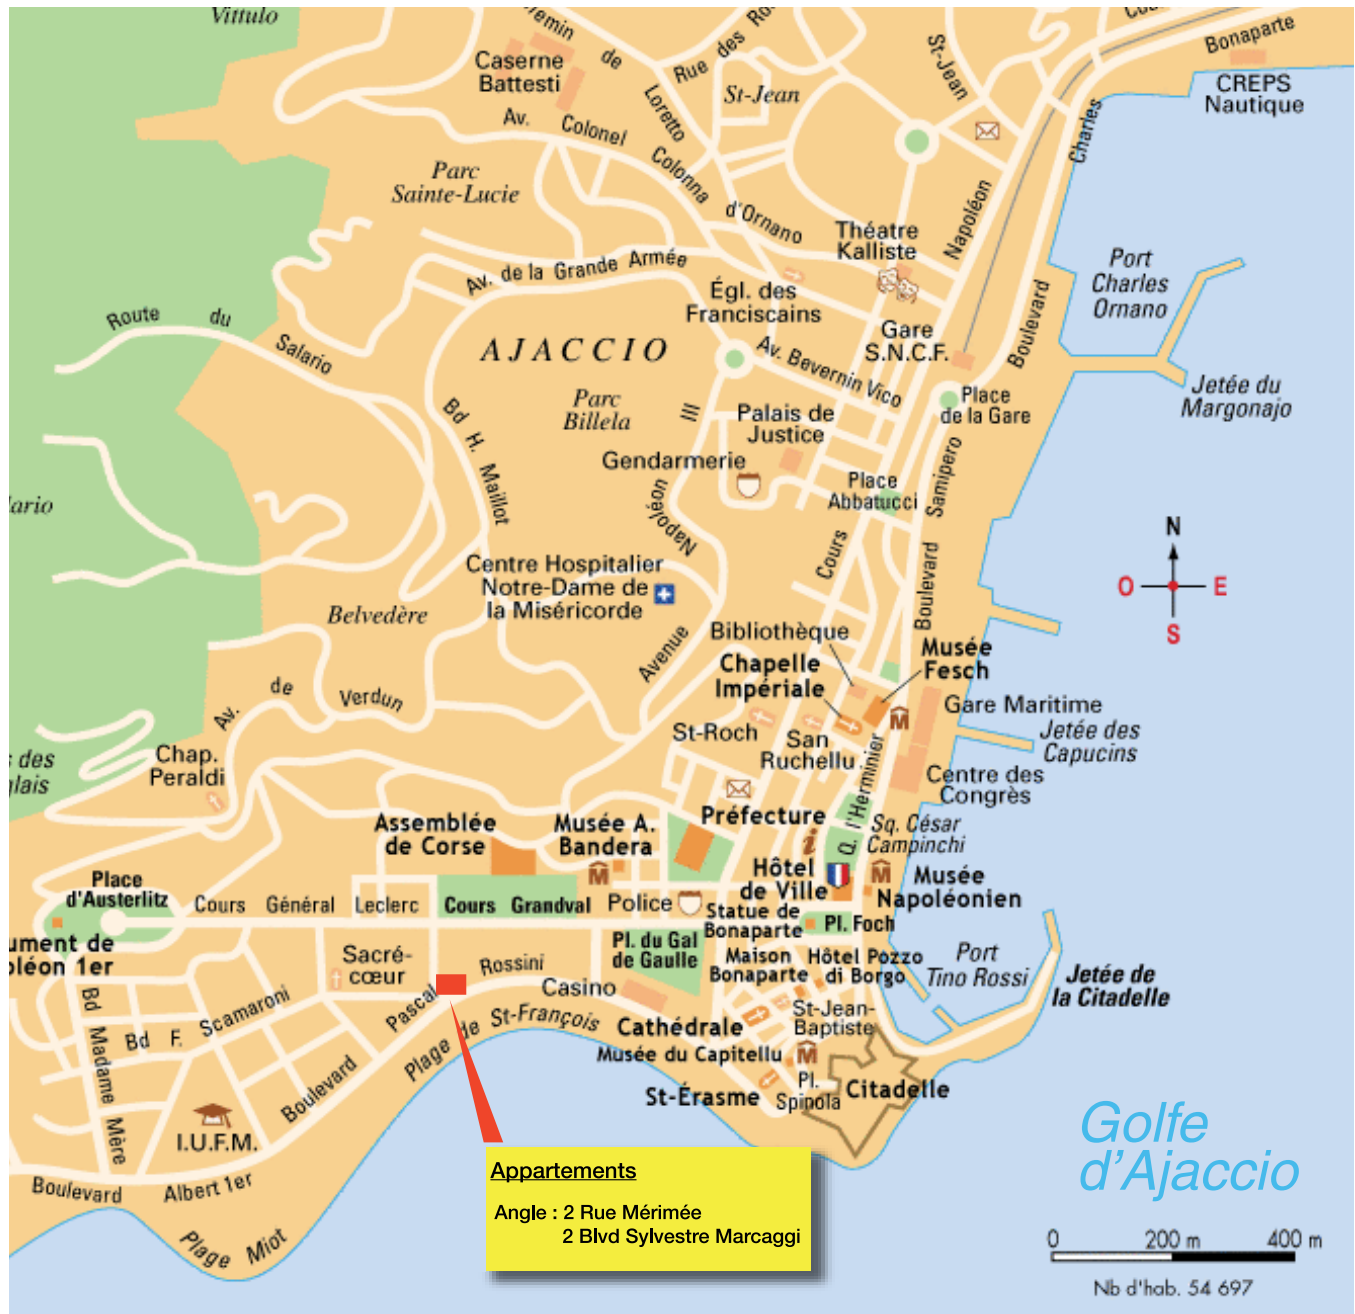 Vittulo
Chemin de
Loretto
Rue des
St-Jean
Bonaparte
CREPS
Nautique
Caserne
Battesti
St-Jean
Av. Colonel Colonna d'Ornano
Charles
Parc
Sainte-Lucie
Napoléon
Théatre
Kalliste
Port
Charles
Ornano
Av. de la Grande Armée
Égl. des
Franciscains
Boulevard
Route du Salario
AJACCIO
Gare
S.N.C.F.
Av. Bevernin Vico
Jetée du
Margonajo
Parc
Billela
Place
de la Gare
Bd H. Maillot
Palais de
Justice
Gendarmerie
III
Napoléon
Avenue
Place
Abbatucci
Samipero
Boulevard
Cours
N
O
E
S
Centre Hospitalier
Notre-Dame de
la Miséricorde
Belvedère
Bibliothèque
Chapelle
Impériale
Musée
Fesch
Av. de Verdun
Gare Maritime
Jetée des
Capucins
St-Roch
San
Ruchellu
Chap.
Peraldi
des
Centre des
Congrès
Q. l'Herminier
Assemblée
de Corse
Musée A.
Bandera
Préfecture
i
Sq. César
Campinchi
Hôtel
de Ville
Musée
Napoléonien
Place
d'Austerlitz
Cours Général Leclerc
Cours Grandval
Police
Statue de
Bonaparte
Pl. Foch
Pl. du Gal
de Gaulle
Sacré-
cœur
Rossini
Casino
Maison
Bonaparte
Hôtel Pozzo
di Borgo
Port
Tino Rossi
Jetée de
la Citadelle
Bd Madame Mère
Bd F. Scamaroni
Boulevard Pascal
Plage de St-François
Cathédrale
St-Jean-
Baptiste
Musée du Capitellu
St-Érasme
Pl.
Spinola
Citadelle
I.U.F.M.
Boulevard Albert 1er
Plage Miot
Golfe
d'Ajaccio
Appartements
Angle : 2 Rue Mérimée
2 Blvd Sylvestre Marcaggi
0 200 m 400 m
Nb d'hab. 54 697